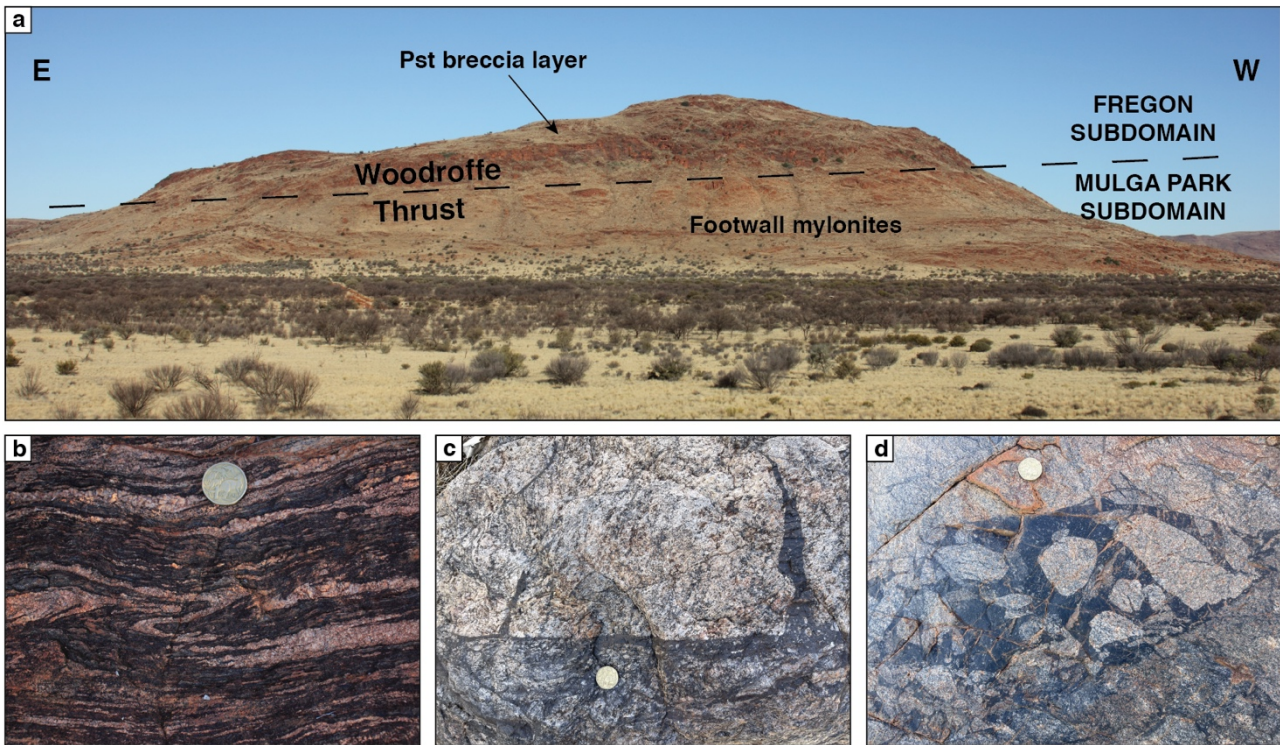 a
E
Pst breccia layer
W
FREGON
SUBDOMAIN
Woodroffe
Thrust
MULGA PARK
SUBDOMAIN
Footwall mylonites
b
c
d